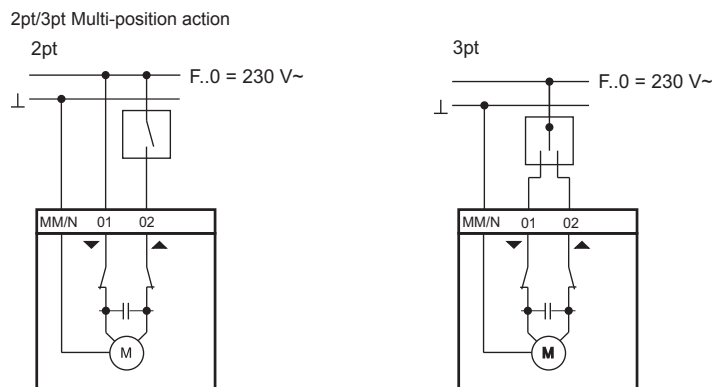 2pt/3pt Multi-position action
2pt
F..0 = 230 V~
⊥
MM/N 01 02
M
3pt
F..0 = 230 V~
⊥
MM/N 01 02
M